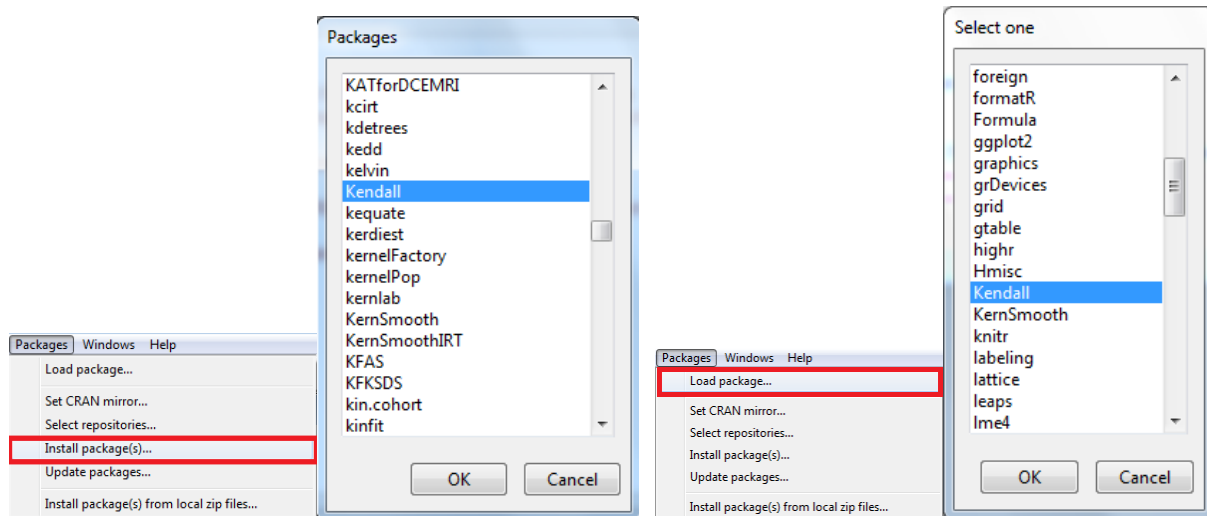 Packages Windows Help
Load package...
Set CRAN mirror...
Select repositories...
Install package(s)...
Update packages...
Install package(s) from local zip files...
Packages
KATforDCEMRI
kcirt
kdetrees
kedd
kelvin
Kendall
kequate
kerdiest
kernelFactory
kernelPop
kernlab
KernSmooth
KernSmoothIRT
KFAS
KFKSDS
kin.cohort
kinfit
OK Cancel
Packages Windows Help
Load package...
Set CRAN mirror...
Select repositories...
Install package(s)...
Update packages...
Install package(s) from local zip files...
Select one
foreign
formatR
Formula
ggplot2
graphics
grDevices
grid
gtable
highr
Hmisc
Kendall
KernSmooth
knitr
labeling
lattice
leaps
lme4
OK Cancel